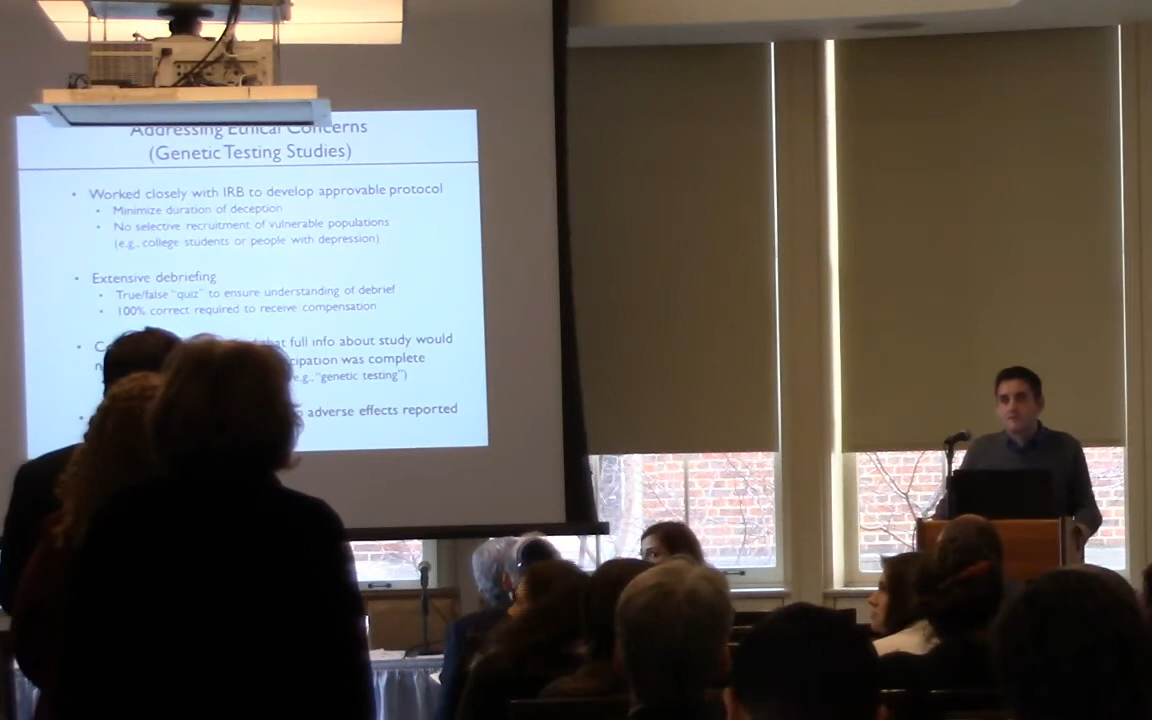 Addressing Ethical Concerns
(Genetic Testing Studies)
• Worked closely with IRB to develop approvable protocol
• Minimize duration of deception
• No selective recruitment of vulnerable populations
(e.g., college students or people with depression)
• Extensive debriefing
• True/false "quiz" to ensure understanding of debrief
• 100% correct required to receive compensation
• full info about study would
was complete
e.g., "genetic testing")
• adverse effects reported